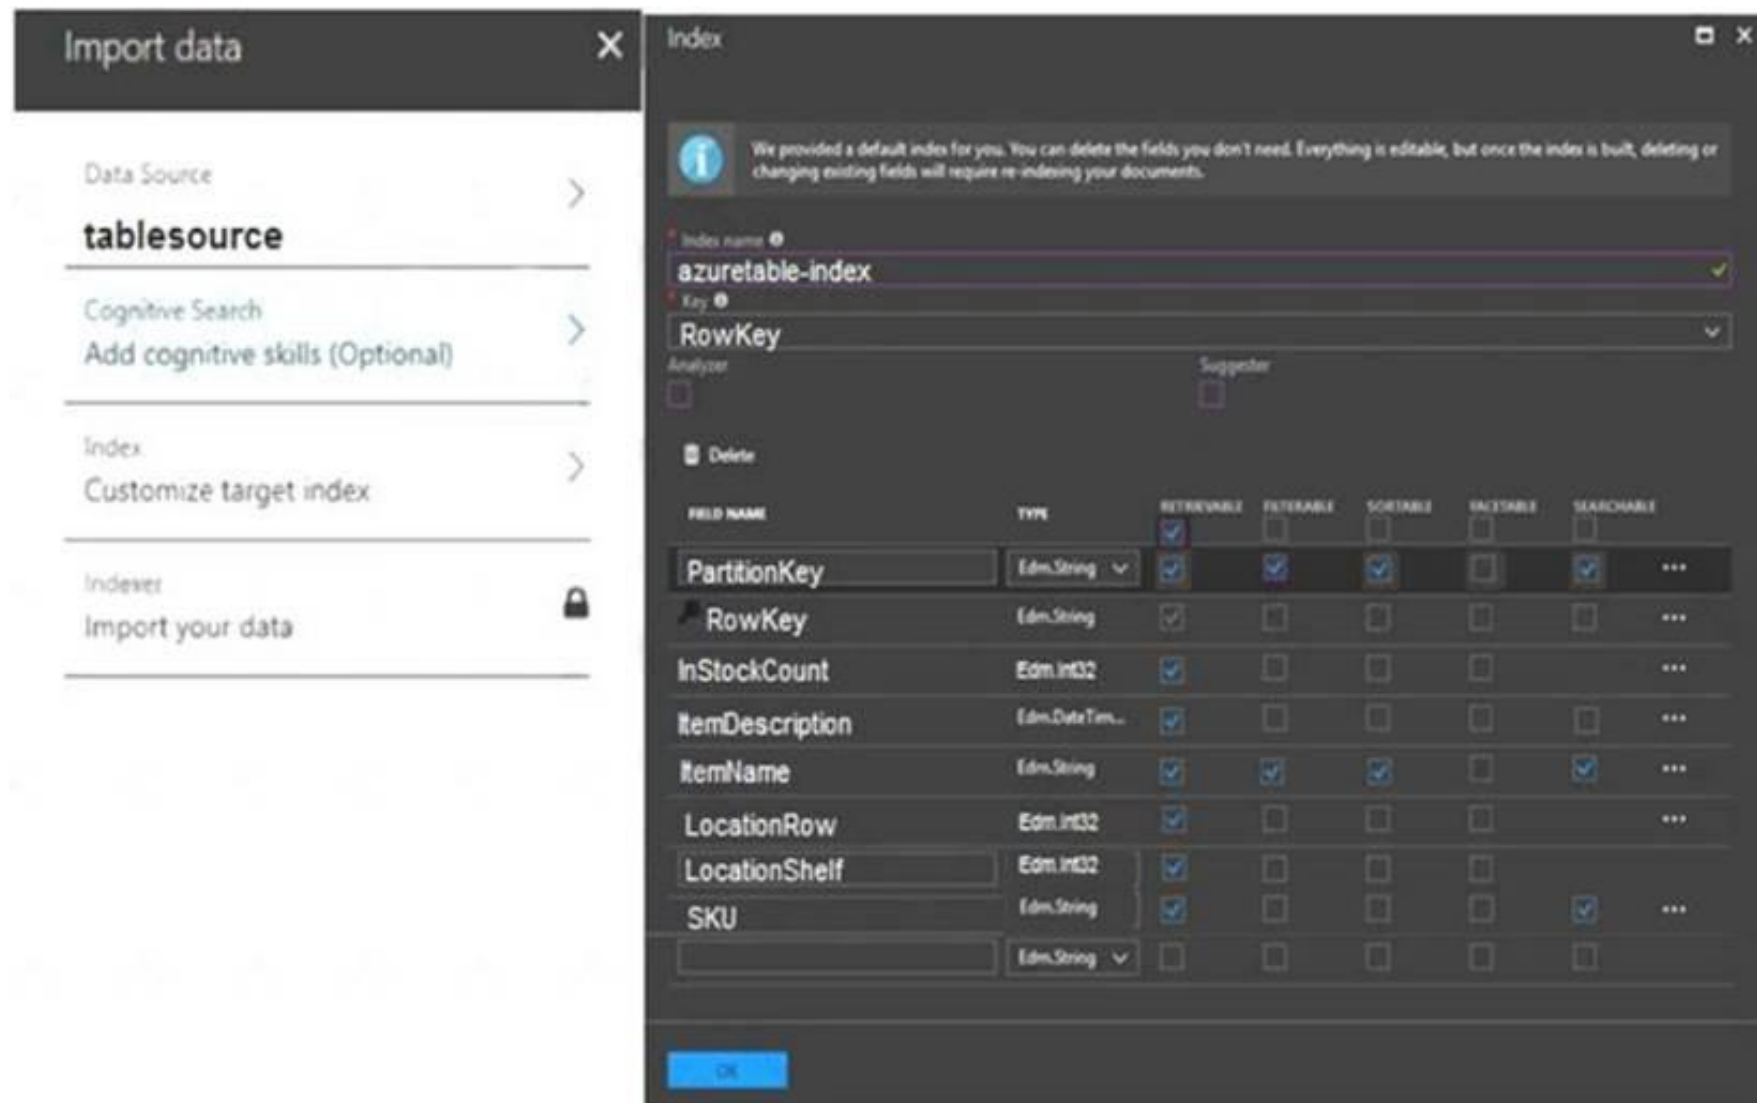 Import data
Data Source
tablesource
Cognitive Search
Add cognitive skills (Optional)
Index
Customize target index
Indexer
Import your data
Index
We provided a default index for you. You can delete the fields you don't need. Everything is editable, but once the index is built, deleting or
changing existing fields will require re-indexing your documents.
* Index name
azuretable-index
* Key
RowKey
Analyzer Suggester
Delete
FIELD NAME TYPE RETRIEVABLE FILTERABLE SORTABLE FACETABLE SEARCHABLE
PartitionKey Edm.String ...
RowKey Edm.String ...
InStockCount Edm.Int32 ...
ItemDescription Edm.DateTim... ...
ItemName Edm.String ...
LocationRow Edm.Int32 ...
LocationShelf Edm.Int32
SKU Edm.String ...
Edm.String
OK